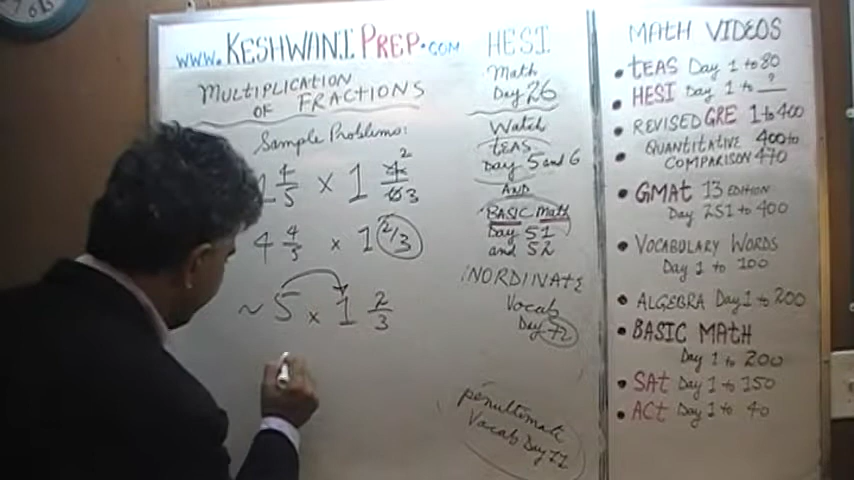 www.KESHWANIPREP.COM
MULTIPLICATION
OF FRACTIONS
Sample Problems:
4/5 × 1 4/6 2 3
4 4/5 × 1 2/3
~ 5 × 1 2/3
HESI
Math
Day 26
Watch
TEAS
Day 5 and 6
AND
BASIC Math
Day 51
and 52
INORDINATE
Vocab
Day 72
penultimate
Vocab Day
MATH VIDEOS
• TEAS Day 1 to 80
• HESI Day 1 to ?
• REVISED GRE 1 to 400
• QUANTITATIVE 400 to
COMPARISON 470
• GMAT 13 EDITION
Day 251 to 400
• VOCABULARY WORDS
Day 1 to 100
• ALGEBRA Day 1 to 200
• BASIC MATH
Day 1 to 200
• SAT Day 1 to 150
• ACT Day 1 to 40